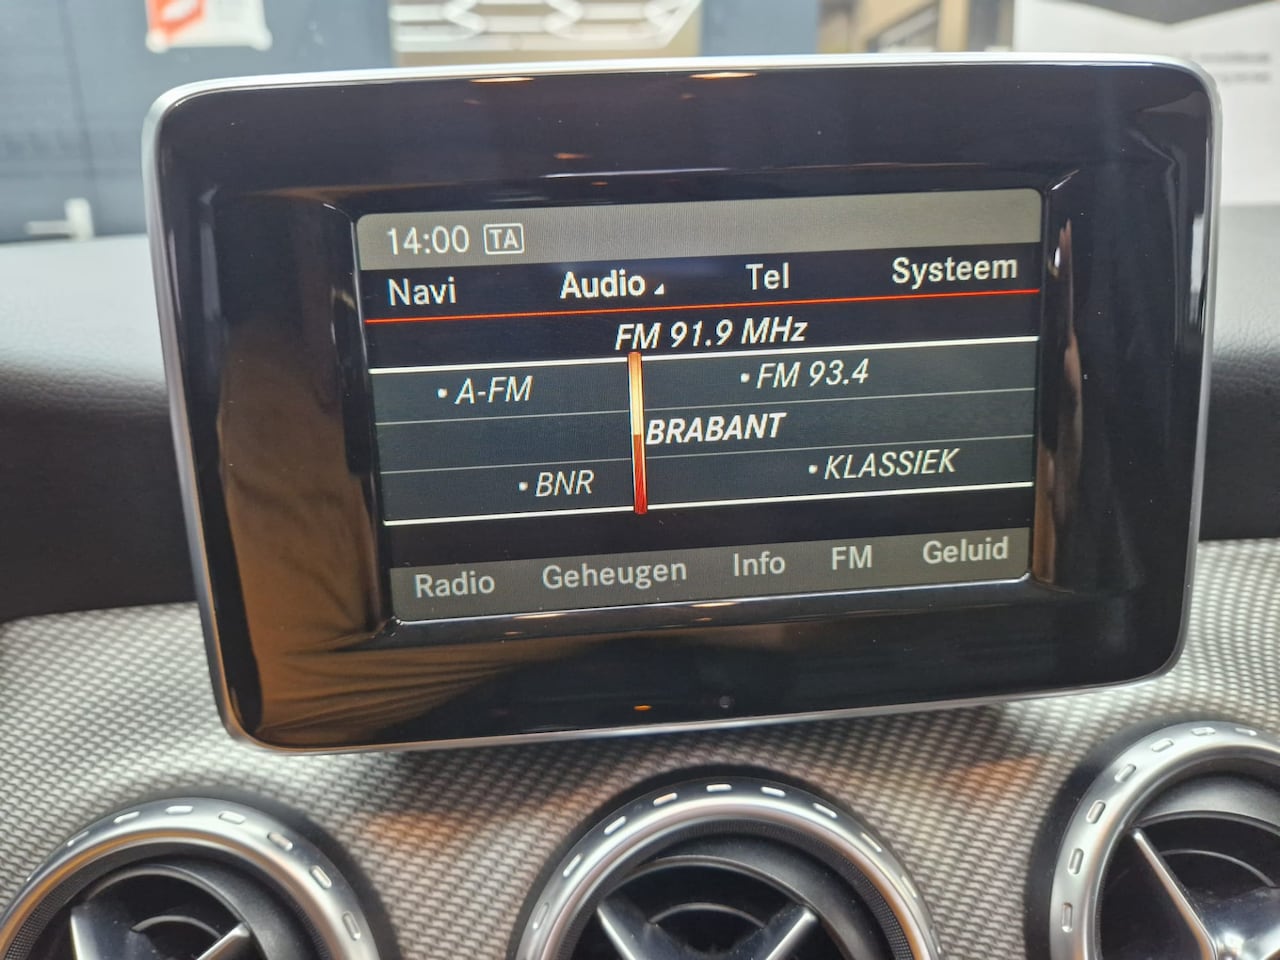 14:00 TA
Navi Audio Tel Systeem
FM 91.9 MHz
• A-FM • FM 93.4
BRABANT
• BNR • KLASSIEK
Radio Geheugen Info FM Geluid